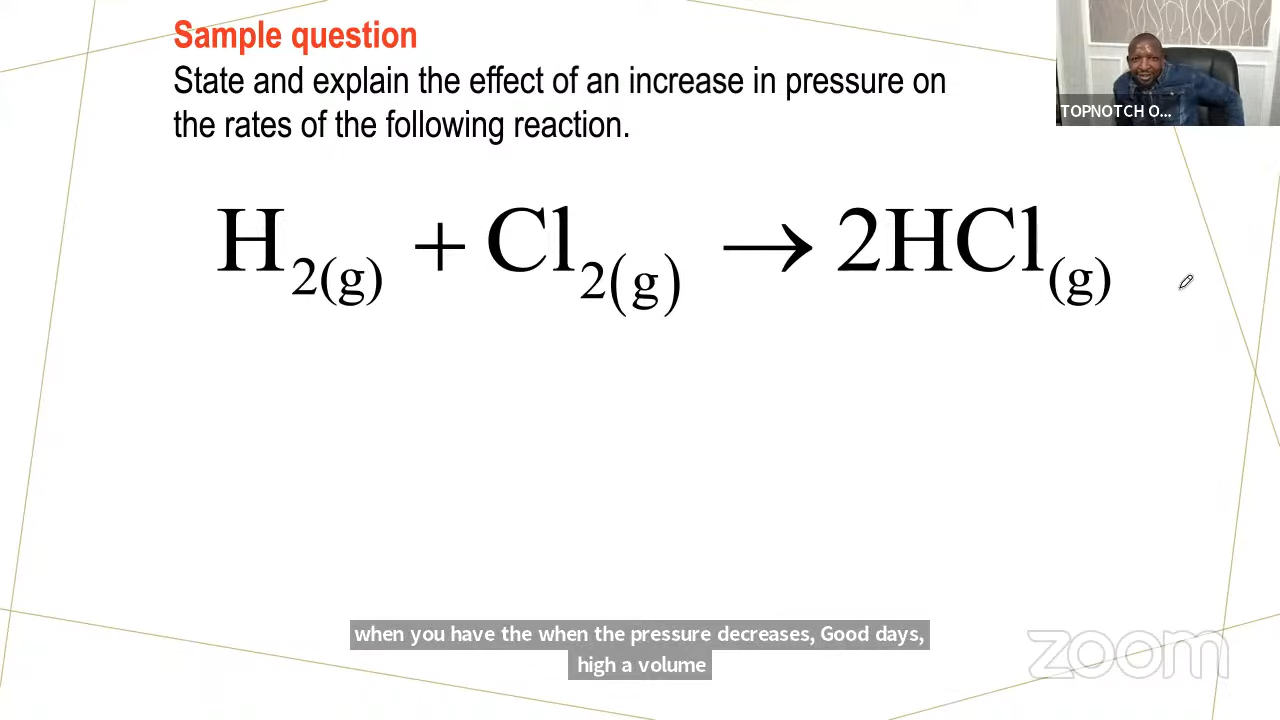 Sample question
State and explain the effect of an increase in pressure on
the rates of the following reaction.
TOPNOTCH O...
H₂(g) + Cl₂(g) → 2HCl(g)
when you have the when the pressure decreases, Good days,
high a volume
zoom